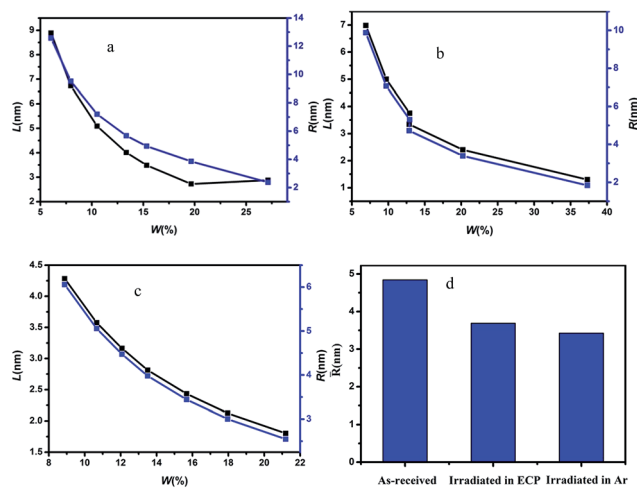 a
L(nm)
9
8
7
6
5
4
3
2
R(nm)
14
12
10
8
6
4
2
5 10 15 20 25
W(%)
b
L(nm)
7
6
5
4
3
2
1
R(nm)
10
8
6
4
2
5 10 15 20 25 30 35 40
W(%)
c
L(nm)
4.5
4.0
3.5
3.0
2.5
2.0
1.5
R(nm)
6
5
4
3
8 10 12 14 16 18 20 22
W(%)
d
R̅(nm)
5
4
3
2
1
0
As-received Irradiated in ECP Irradiated in Ar